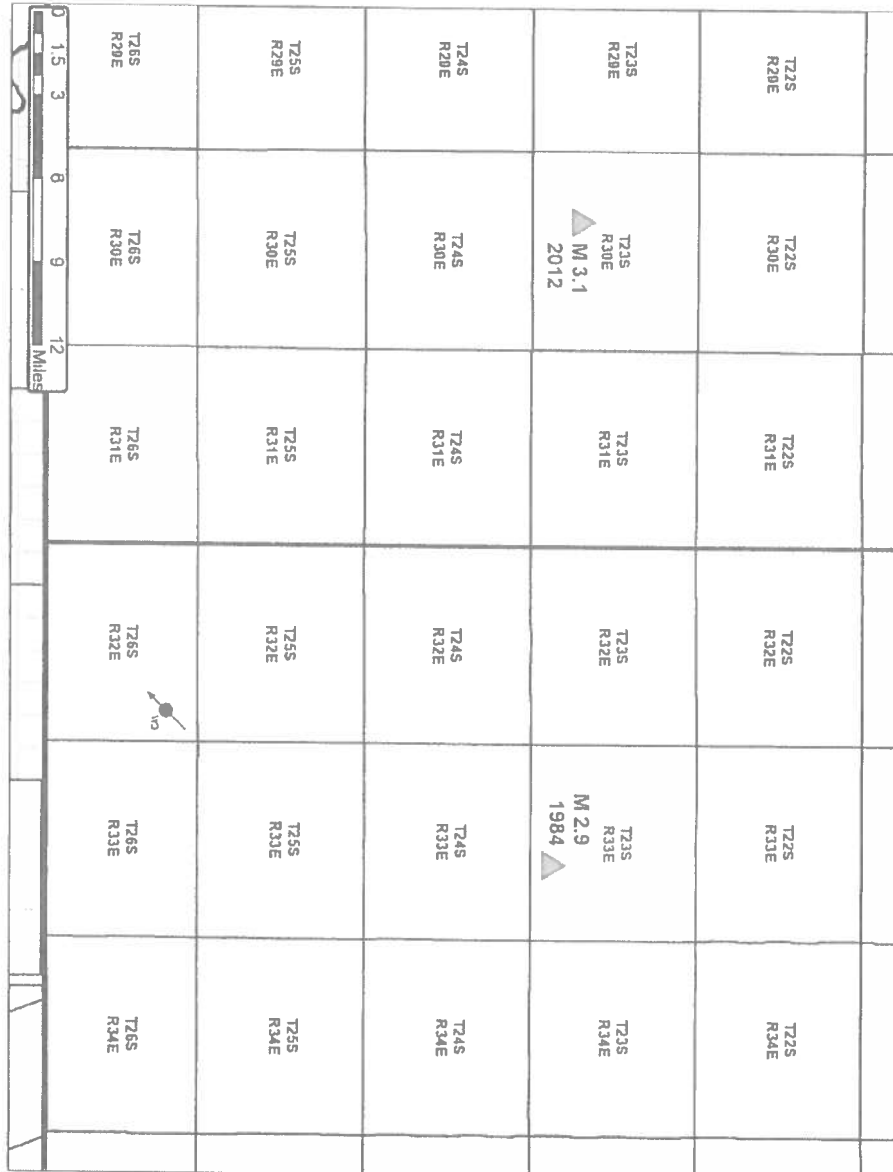 T22S
R29E
T22S
R30E
T22S
R31E
T22S
R32E
T22S
R33E
T22S
R34E
T23S
R29E
T23S
R30E
M 3.1
2012
T23S
R31E
T23S
R32E
T23S
R33E
M 2.9
1984
T23S
R34E
T24S
R29E
T24S
R30E
T24S
R31E
T24S
R32E
T24S
R33E
T24S
R34E
T25S
R29E
T25S
R30E
T25S
R31E
T25S
R32E
T25S
R33E
T25S
R34E
T26S
R29E
T26S
R30E
T26S
R31E
T26S
R32E
T26S
R33E
T26S
R34E
0 1.5 3 6 9 12
Miles